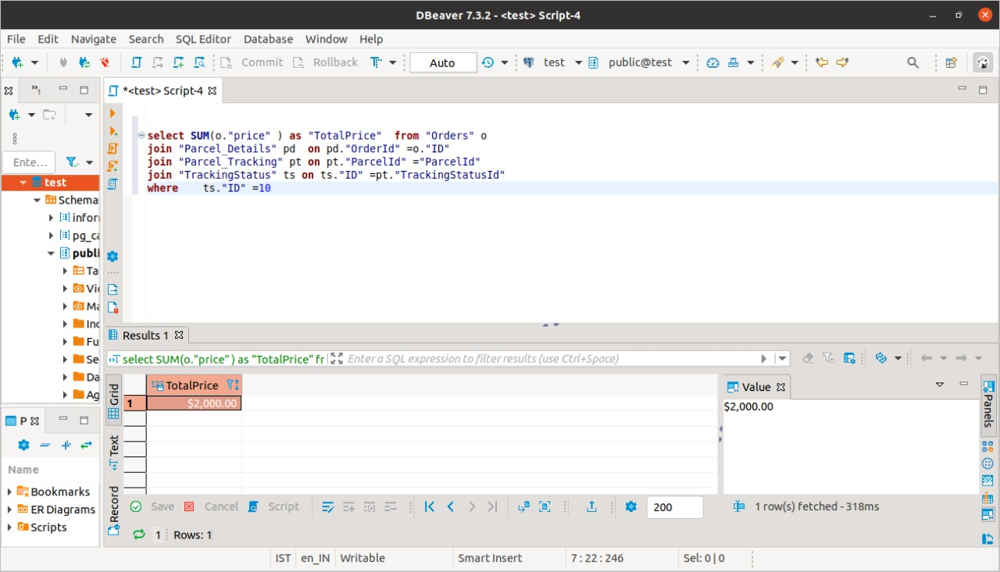 DBeaver 7.3.2 - <test> Script-4
File Edit Navigate Search SQL Editor Database Window Help
Commit Rollback Auto test public@test
*<test> Script-4
select SUM(o."price" ) as "TotalPrice"  from "Orders" o
join "Parcel_Details" pd  on pd."OrderId" =o."ID"
join "Parcel_Tracking" pt on pt."ParcelId" ="ParcelId"
join "TrackingStatus" ts on ts."ID" =pt."TrackingStatusId"
where    ts."ID" =10
Ente...
test
Schema
infor
pg_ca
publi
Ta
Vie
Ma
Inc
Fu
Se
Da
Ag
P
Name
Bookmarks
ER Diagrams
Scripts
Results 1
select SUM(o."price" ) as "TotalPrice" fr
Enter a SQL expression to filter results (use Ctrl+Space)
Grid
Text
Record
123 TotalPrice
1 $2,000.00
Value
$2,000.00
Panels
Save Cancel Script 200 1 row(s) fetched - 318ms
1 Rows: 1
IST en_IN Writable Smart Insert 7 : 22 : 246 Sel: 0 | 0